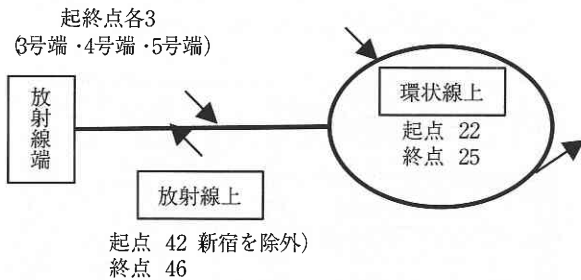 起終点各3
(3号端・4号端・5号端)
放射線端
環状線上
起点 22
終点 25
放射線上
起点 42 新宿を除外)
終点 46